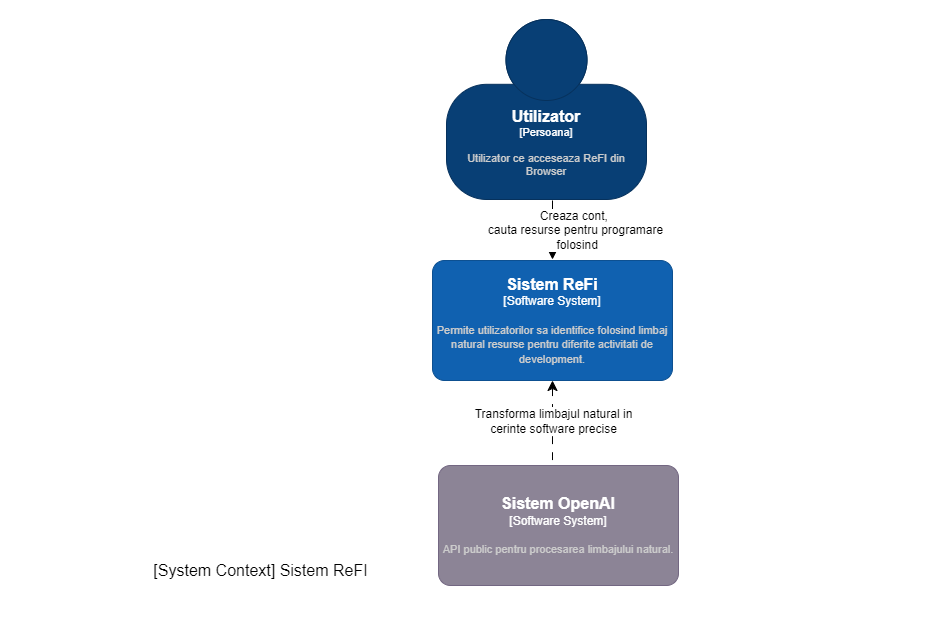 Utilizator
[Persoana]
Utilizator ce acceseaza ReFI din
Browser
Creaza cont,
cauta resurse pentru programare
folosind
Sistem ReFi
[Software System]
Permite utilizatorilor sa identifice folosind limbaj
natural resurse pentru diferite activitati de
development.
Transforma limbajul natural in
cerinte software precise
Sistem OpenAI
[Software System]
API public pentru procesarea limbajului natural.
[System Context] Sistem ReFI